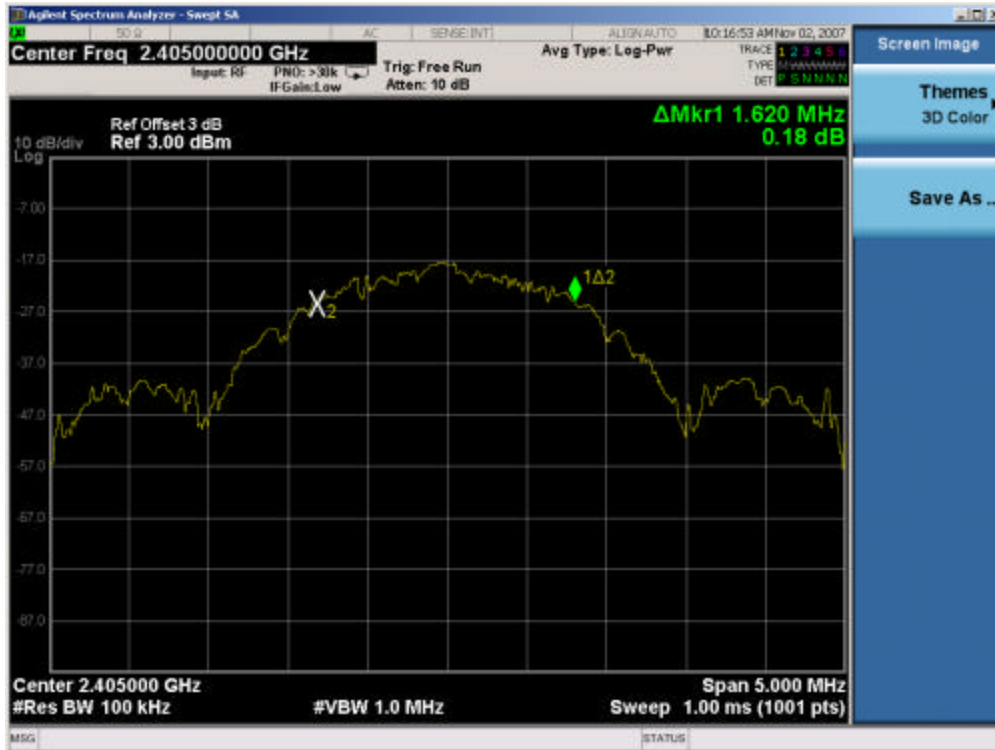 Agilent Spectrum Analyzer - Swept SA
50 Ω AC SENSE:INT ALIGN AUTO 10:16:53 AM Nov 02, 2007
Center Freq 2.405000000 GHz
Input: RF
PNO: >30k
IFGain:Low
Trig: Free Run
Atten: 10 dB
Avg Type: Log-Pwr
TRACE 1 2 3 4 5 6
TYPE
DET P S N N N N
Screen Image
Themes
3D Color
Save As ..
ΔMkr1 1.620 MHz
0.18 dB
Ref Offset 3 dB
10 dB/div Ref 3.00 dBm
Log
-7.00
-17.0
1Δ2
-27.0
X2
-37.0
-47.0
-57.0
-67.0
-77.0
-87.0
Center 2.405000 GHz Span 5.000 MHz
#Res BW 100 kHz #VBW 1.0 MHz Sweep 1.00 ms (1001 pts)
MSG STATUS